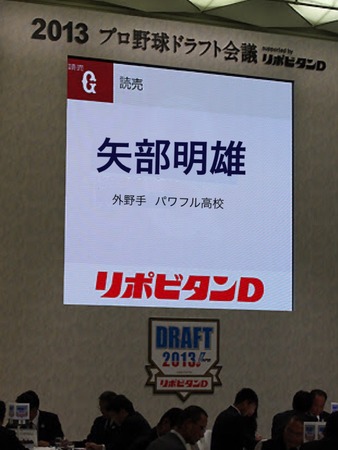 2013 プロ野球ドラフト会議 supported by リポビタンD
読売
G 読売
矢部明雄
外野手 パワフル高校
リポビタンD
DRAFT
2013
リポビタンD